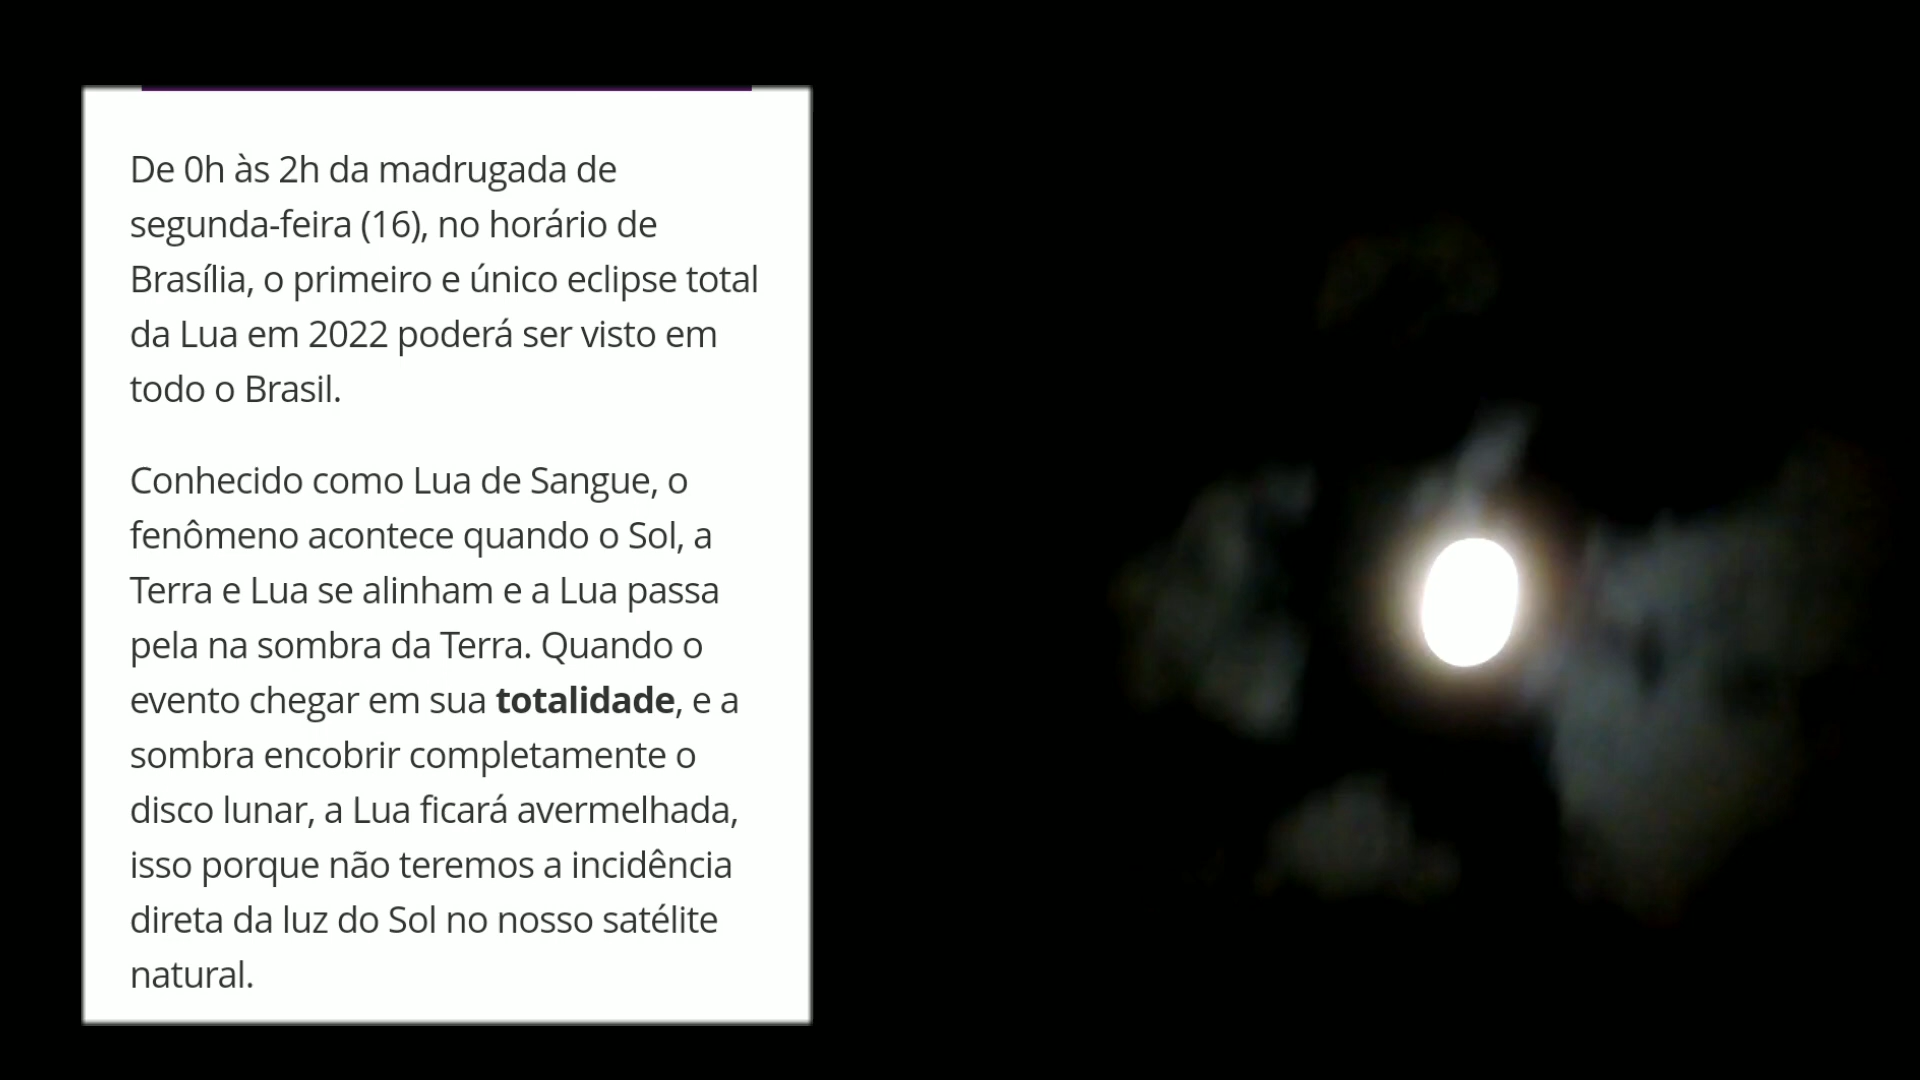 De 0h às 2h da madrugada de
segunda-feira (16), no horário de
Brasília, o primeiro e único eclipse total
da Lua em 2022 poderá ser visto em
todo o Brasil.
Conhecido como Lua de Sangue, o
fenômeno acontece quando o Sol, a
Terra e Lua se alinham e a Lua passa
pela na sombra da Terra. Quando o
evento chegar em sua totalidade, e a
sombra encobrir completamente o
disco lunar, a Lua ficará avermelhada,
isso porque não teremos a incidência
direta da luz do Sol no nosso satélite
natural.